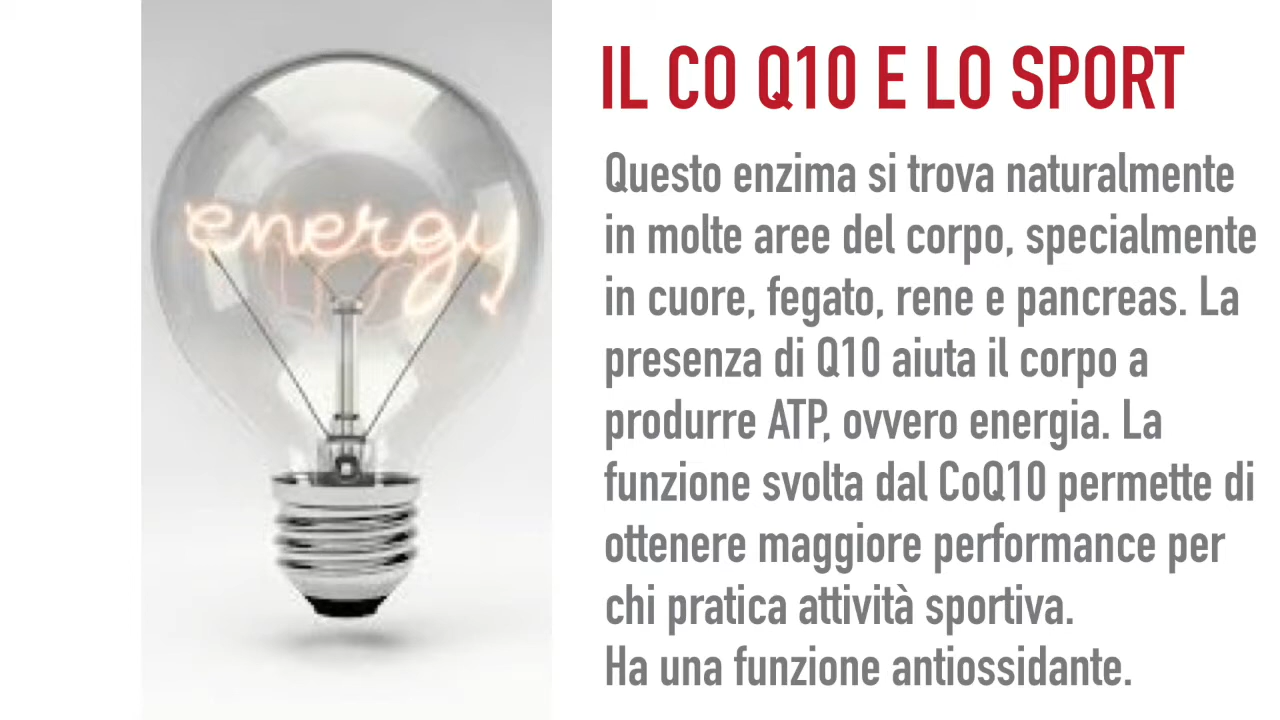 IL CO Q10 E LO SPORT
energy
Questo enzima si trova naturalmente
in molte aree del corpo, specialmente
in cuore, fegato, rene e pancreas. La
presenza di Q10 aiuta il corpo a
produrre ATP, ovvero energia. La
funzione svolta dal CoQ10 permette di
ottenere maggiore performance per
chi pratica attività sportiva.
Ha una funzione antiossidante.